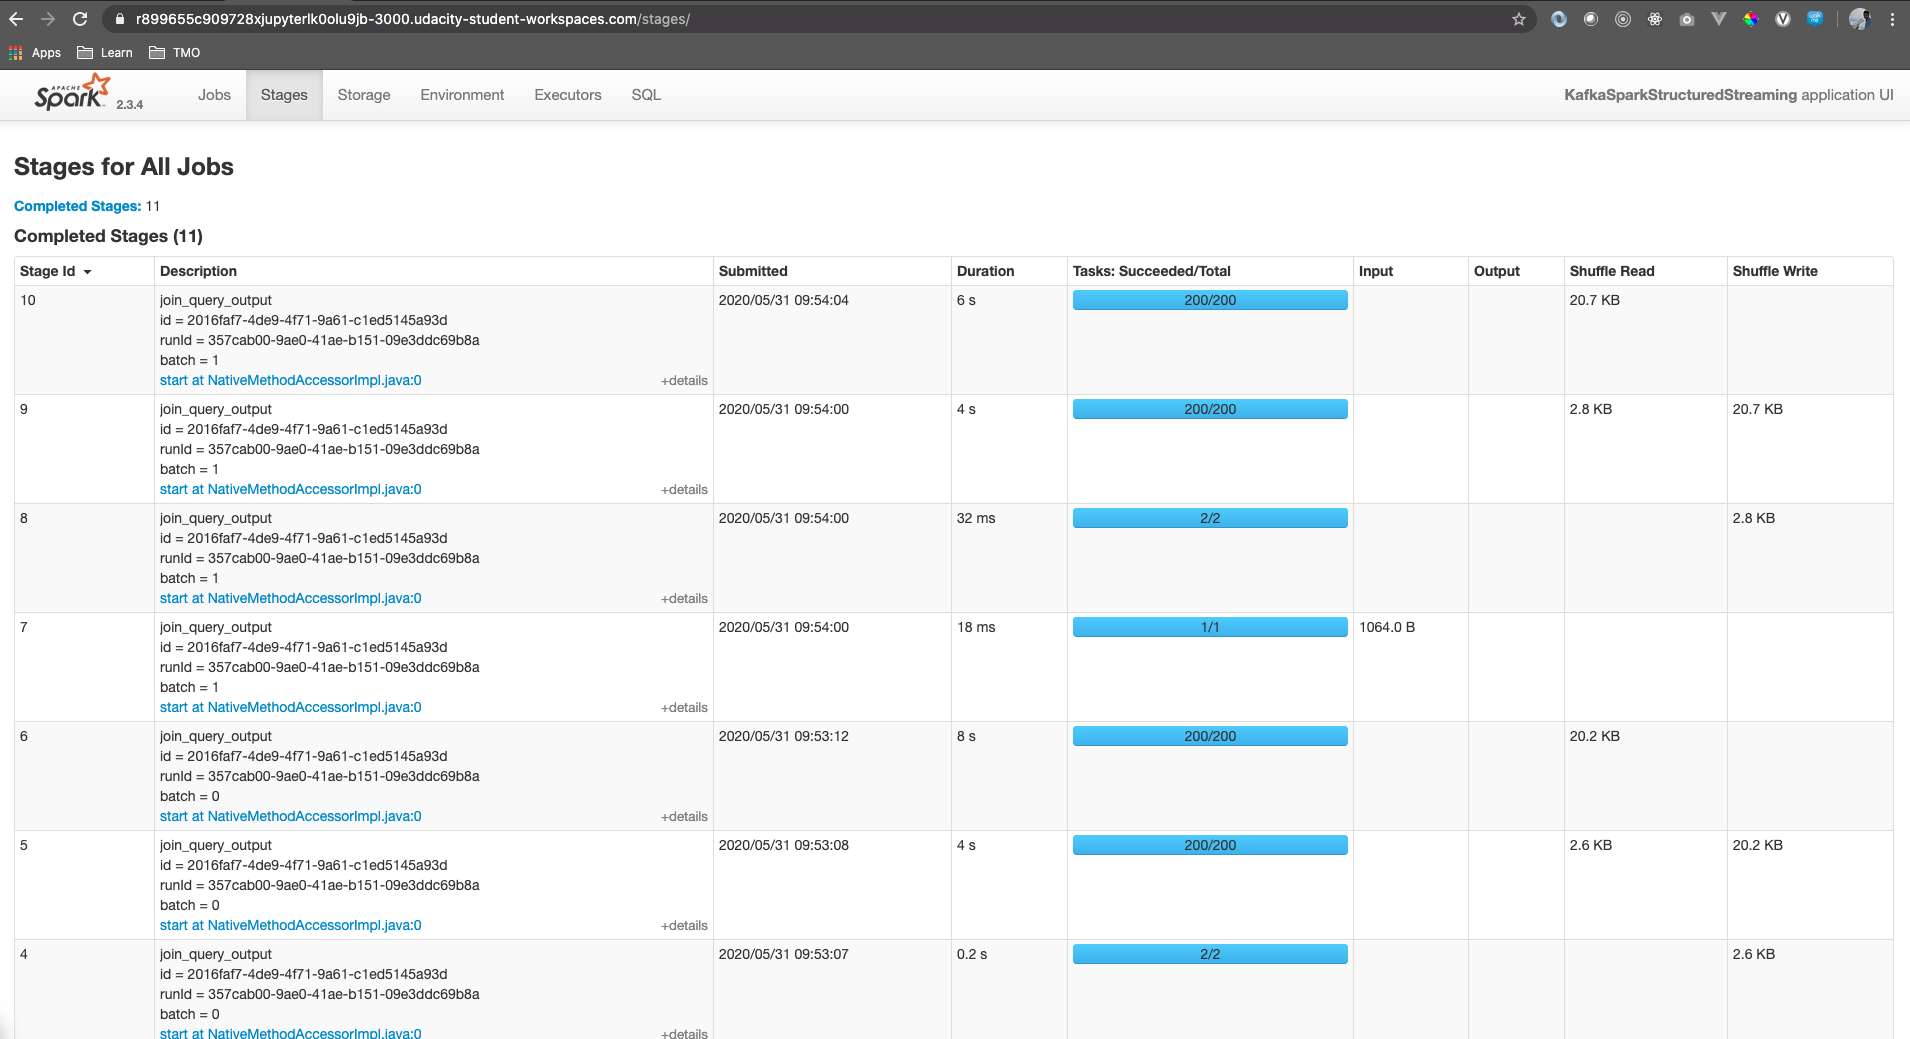 r899655c909728xjupyterlk0olu9jb-3000.udacity-student-workspaces.com/stages/
Apps Learn TMO
APACHE Spark 2.3.4 Jobs Stages Storage Environment Executors SQL KafkaSparkStructuredStreaming application UI
Stages for All Jobs
Completed Stages: 11
Completed Stages (11)
Stage Id Description Submitted Duration Tasks: Succeeded/Total Input Output Shuffle Read Shuffle Write
10 join_query_output 2020/05/31 09:54:04 6 s 200/200 20.7 KB
id = 2016faf7-4de9-4f71-9a61-c1ed5145a93d
runId = 357cab00-9ae0-41ae-b151-09e3ddc69b8a
batch = 1
start at NativeMethodAccessorImpl.java:0 +details
9 join_query_output 2020/05/31 09:54:00 4 s 200/200 2.8 KB 20.7 KB
id = 2016faf7-4de9-4f71-9a61-c1ed5145a93d
runId = 357cab00-9ae0-41ae-b151-09e3ddc69b8a
batch = 1
start at NativeMethodAccessorImpl.java:0 +details
8 join_query_output 2020/05/31 09:54:00 32 ms 2/2 2.8 KB
id = 2016faf7-4de9-4f71-9a61-c1ed5145a93d
runId = 357cab00-9ae0-41ae-b151-09e3ddc69b8a
batch = 1
start at NativeMethodAccessorImpl.java:0 +details
7 join_query_output 2020/05/31 09:54:00 18 ms 1/1 1064.0 B
id = 2016faf7-4de9-4f71-9a61-c1ed5145a93d
runId = 357cab00-9ae0-41ae-b151-09e3ddc69b8a
batch = 1
start at NativeMethodAccessorImpl.java:0 +details
6 join_query_output 2020/05/31 09:53:12 8 s 200/200 20.2 KB
id = 2016faf7-4de9-4f71-9a61-c1ed5145a93d
runId = 357cab00-9ae0-41ae-b151-09e3ddc69b8a
batch = 0
start at NativeMethodAccessorImpl.java:0 +details
5 join_query_output 2020/05/31 09:53:08 4 s 200/200 2.6 KB 20.2 KB
id = 2016faf7-4de9-4f71-9a61-c1ed5145a93d
runId = 357cab00-9ae0-41ae-b151-09e3ddc69b8a
batch = 0
start at NativeMethodAccessorImpl.java:0 +details
4 join_query_output 2020/05/31 09:53:07 0.2 s 2/2 2.6 KB
id = 2016faf7-4de9-4f71-9a61-c1ed5145a93d
runId = 357cab00-9ae0-41ae-b151-09e3ddc69b8a
batch = 0
start at NativeMethodAccessorImpl.java:0 +details